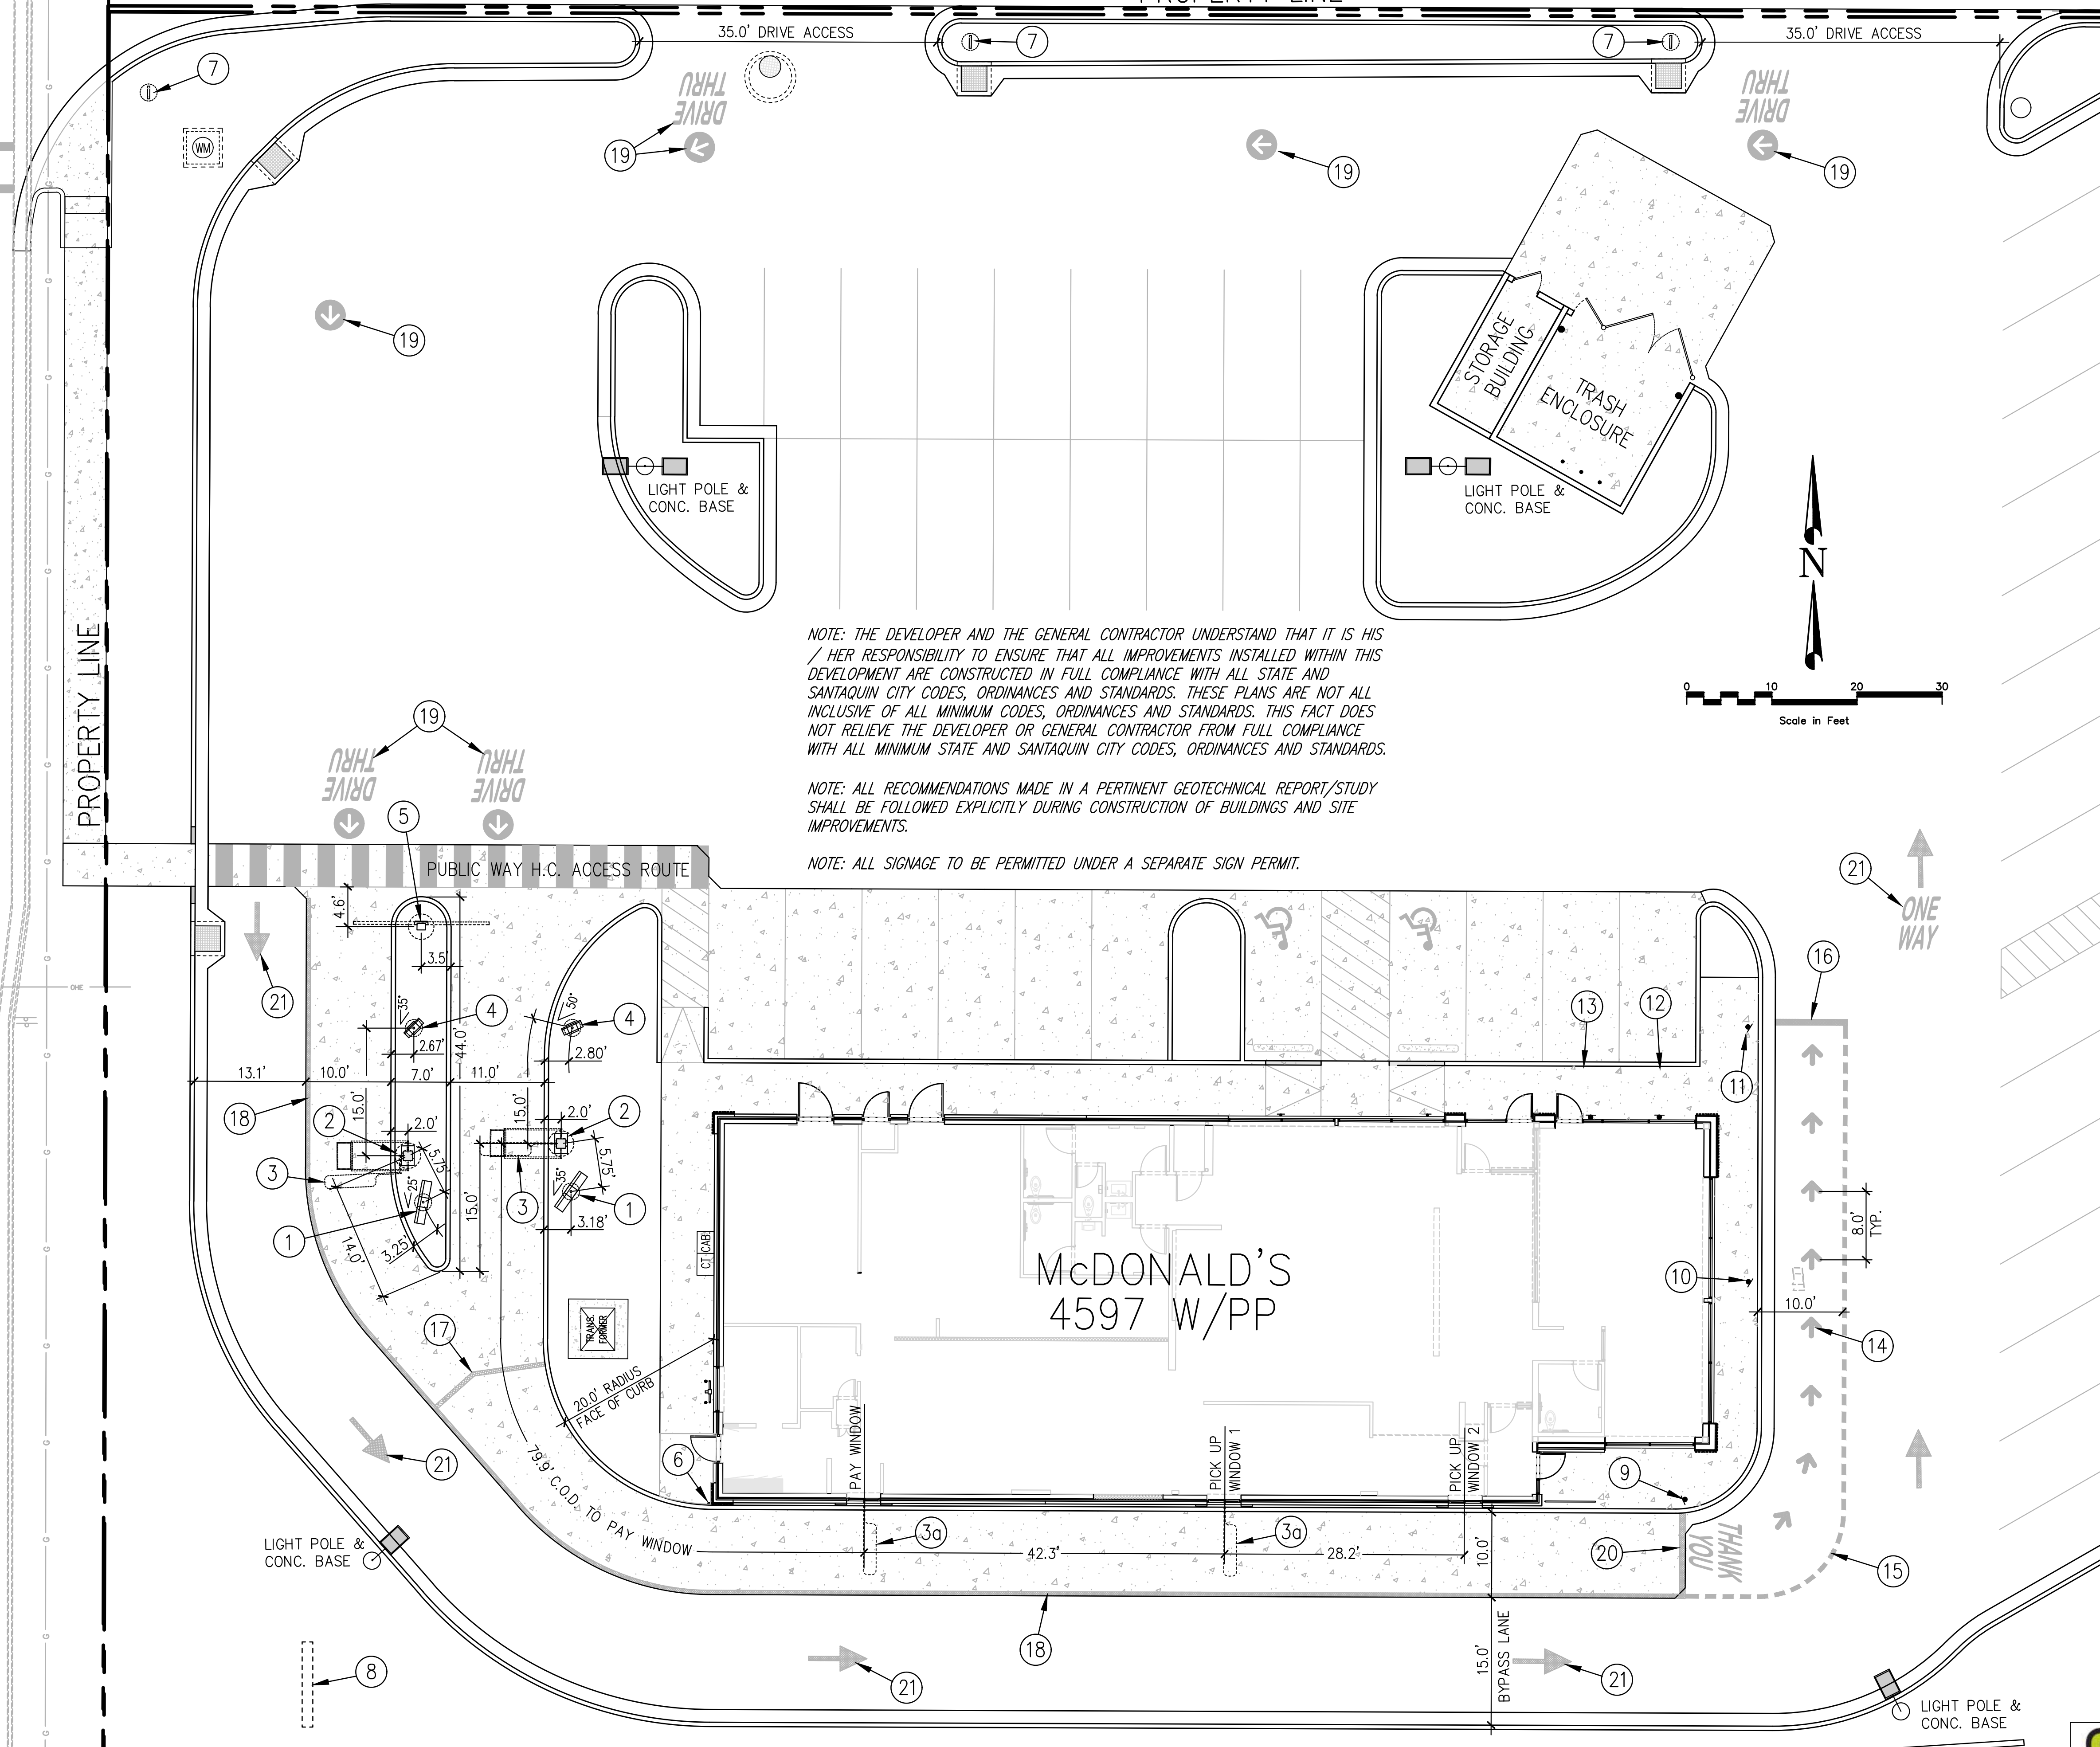 PROPERTY LINE
35.0' DRIVE ACCESS
35.0' DRIVE ACCESS
7
7
7
DRIVE
THRU
DRIVE
THRU
WM
19
19
19
19
STORAGE
BUILDING
TRASH
ENCLOSURE
LIGHT POLE &
CONC. BASE
LIGHT POLE &
CONC. BASE
N
0 10 20 30
Scale in Feet
PROPERTY LINE
NOTE: THE DEVELOPER AND THE GENERAL CONTRACTOR UNDERSTAND THAT IT IS HIS
/ HER RESPONSIBILITY TO ENSURE THAT ALL IMPROVEMENTS INSTALLED WITHIN THIS
DEVELOPMENT ARE CONSTRUCTED IN FULL COMPLIANCE WITH ALL STATE AND
SANTAQUIN CITY CODES, ORDINANCES AND STANDARDS. THESE PLANS ARE NOT ALL
INCLUSIVE OF ALL MINIMUM CODES, ORDINANCES AND STANDARDS. THIS FACT DOES
NOT RELIEVE THE DEVELOPER OR GENERAL CONTRACTOR FROM FULL COMPLIANCE
WITH ALL MINIMUM STATE AND SANTAQUIN CITY CODES, ORDINANCES AND STANDARDS.
NOTE: ALL RECOMMENDATIONS MADE IN A PERTINENT GEOTECHNICAL REPORT/STUDY
SHALL BE FOLLOWED EXPLICITLY DURING CONSTRUCTION OF BUILDINGS AND SITE
IMPROVEMENTS.
NOTE: ALL SIGNAGE TO BE PERMITTED UNDER A SEPARATE SIGN PERMIT.
19
DRIVE
THRU
DRIVE
THRU
5
PUBLIC WAY H.C. ACCESS ROUTE
21
ONE
WAY
16
4.6'
3.5
21
35°
4
50°
4
2.67'
44.0'
2.80'
13
12
11
13.1'
10.0'
7.0'
11.0'
15.0'
15.0'
18
2
2.0'
2.0'
2
3
5.75'
5.75'
25°
35°
15.0'
3
1
1
3.18'
14.0'
3.25'
CT CAB.
McDONALD'S
4597 W/PP
8.0'
TYP.
10
10.0'
14
17
TRANS.
FORMER
20.0' RADIUS
FACE OF CURB
21
6
79.9' C.O.D. TO PAY WINDOW
PAY WINDOW
PICK UP
WINDOW 1
PICK UP
WINDOW 2
9
LIGHT POLE &
CONC. BASE
3a
3a
42.3'
28.2'
10.0'
20
THANK
YOU
15
18
8
21
15.0'
BYPASS LANE
21
LIGHT POLE &
CONC. BASE
G
OHE